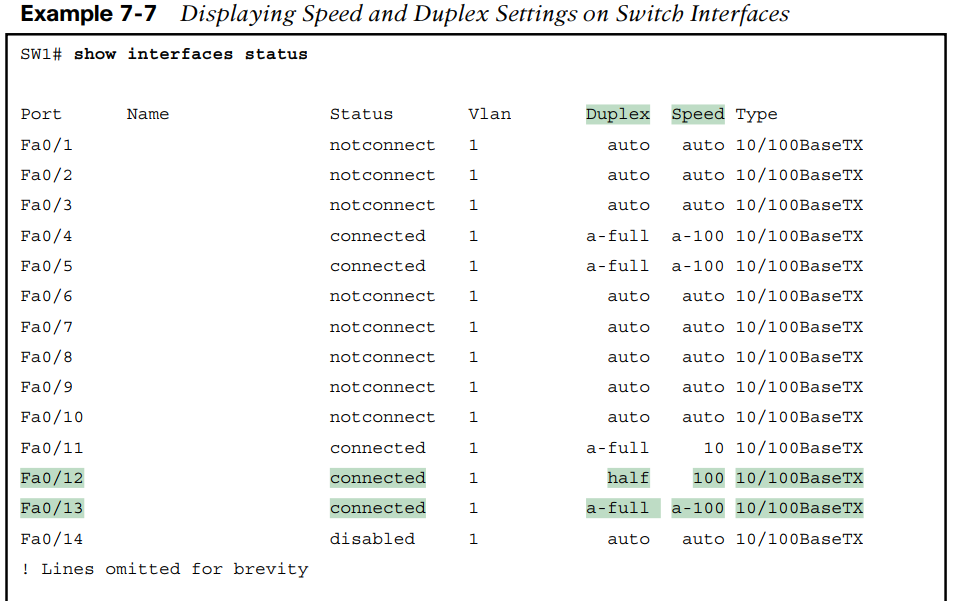 Example 7-7 Displaying Speed and Duplex Settings on Switch Interfaces
SW1# show interfaces status
Port Name Status Vlan Duplex Speed Type
Fa0/1 notconnect 1 auto auto 10/100BaseTX
Fa0/2 notconnect 1 auto auto 10/100BaseTX
Fa0/3 notconnect 1 auto auto 10/100BaseTX
Fa0/4 connected 1 a-full a-100 10/100BaseTX
Fa0/5 connected 1 a-full a-100 10/100BaseTX
Fa0/6 notconnect 1 auto auto 10/100BaseTX
Fa0/7 notconnect 1 auto auto 10/100BaseTX
Fa0/8 notconnect 1 auto auto 10/100BaseTX
Fa0/9 notconnect 1 auto auto 10/100BaseTX
Fa0/10 notconnect 1 auto auto 10/100BaseTX
Fa0/11 connected 1 a-full 10 10/100BaseTX
Fa0/12 connected 1 half 100 10/100BaseTX
Fa0/13 connected 1 a-full a-100 10/100BaseTX
Fa0/14 disabled 1 auto auto 10/100BaseTX
! Lines omitted for brevity